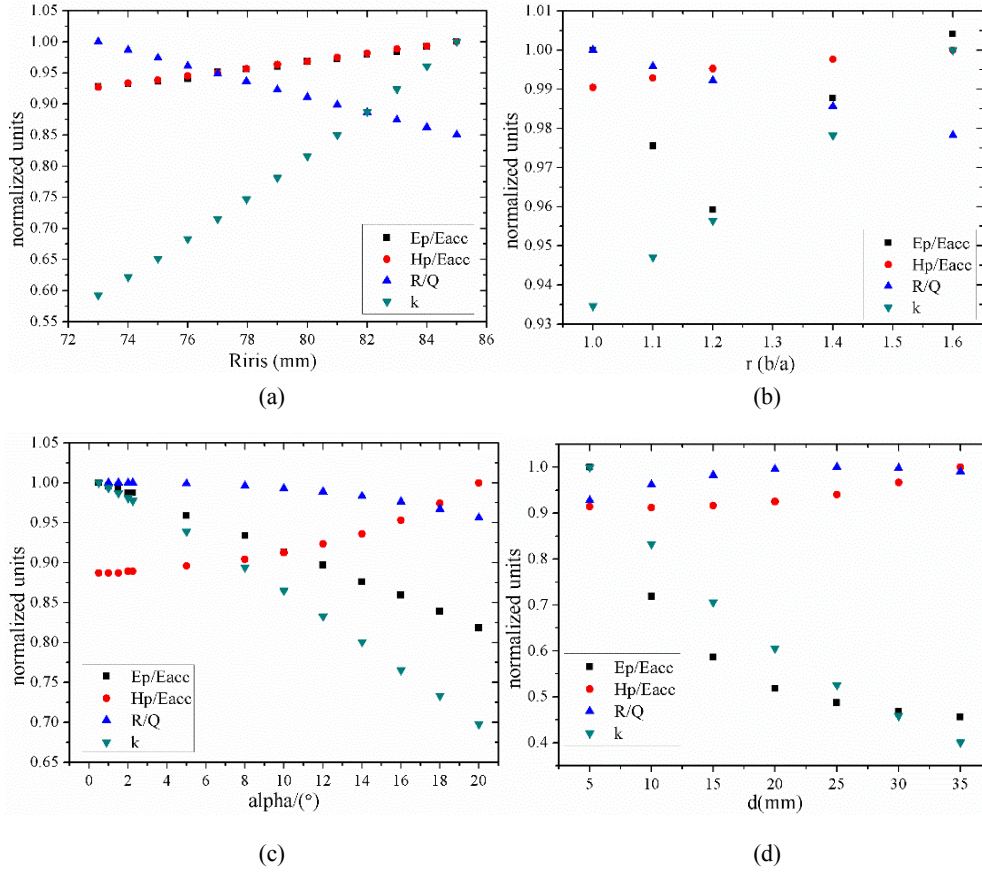 1.05
1.00
0.95
0.90
0.85
0.80
0.75
0.70
0.65
0.60
0.55
normalized units
Ep/Eacc
Hp/Eacc
R/Q
k
72 74 76 78 80 82 84 86
Riris (mm)
(a)
1.01
1.00
0.99
0.98
0.97
0.96
0.95
0.94
0.93
normalized units
Ep/Eacc
Hp/Eacc
R/Q
k
1.0 1.1 1.2 1.3 1.4 1.5 1.6
r (b/a)
(b)
1.05
1.00
0.95
0.90
0.85
0.80
0.75
0.70
0.65
normalized units
Ep/Eacc
Hp/Eacc
R/Q
k
0 2 4 6 8 10 12 14 16 18 20
alpha/(°)
(c)
1.0
0.9
0.8
0.7
0.6
0.5
0.4
normalized units
Ep/Eacc
Hp/Eacc
R/Q
k
5 10 15 20 25 30 35
d(mm)
(d)